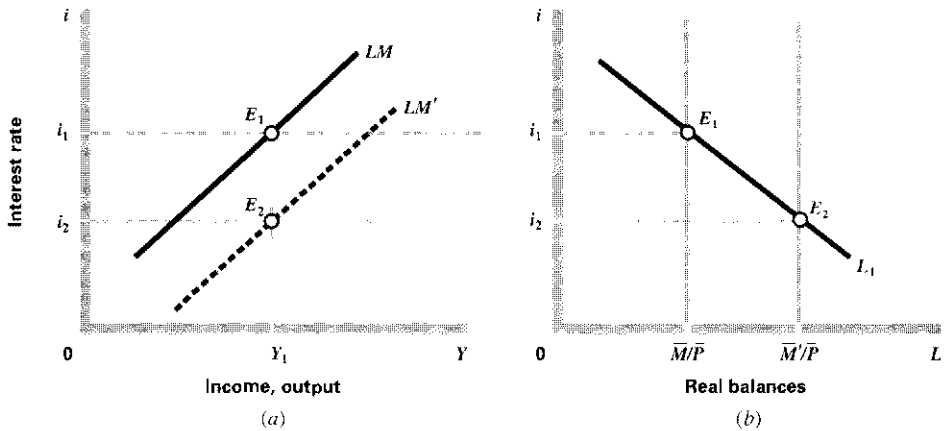 i
LM
E₁
LM′
i₁
E₂
i₂
Interest rate
0
Y₁
Y
Income, output
(a)
i
E₁
i₁
E₂
i₂
L₁
0
M̅/P̅
M̅′/P̅
L
Real balances
(b)